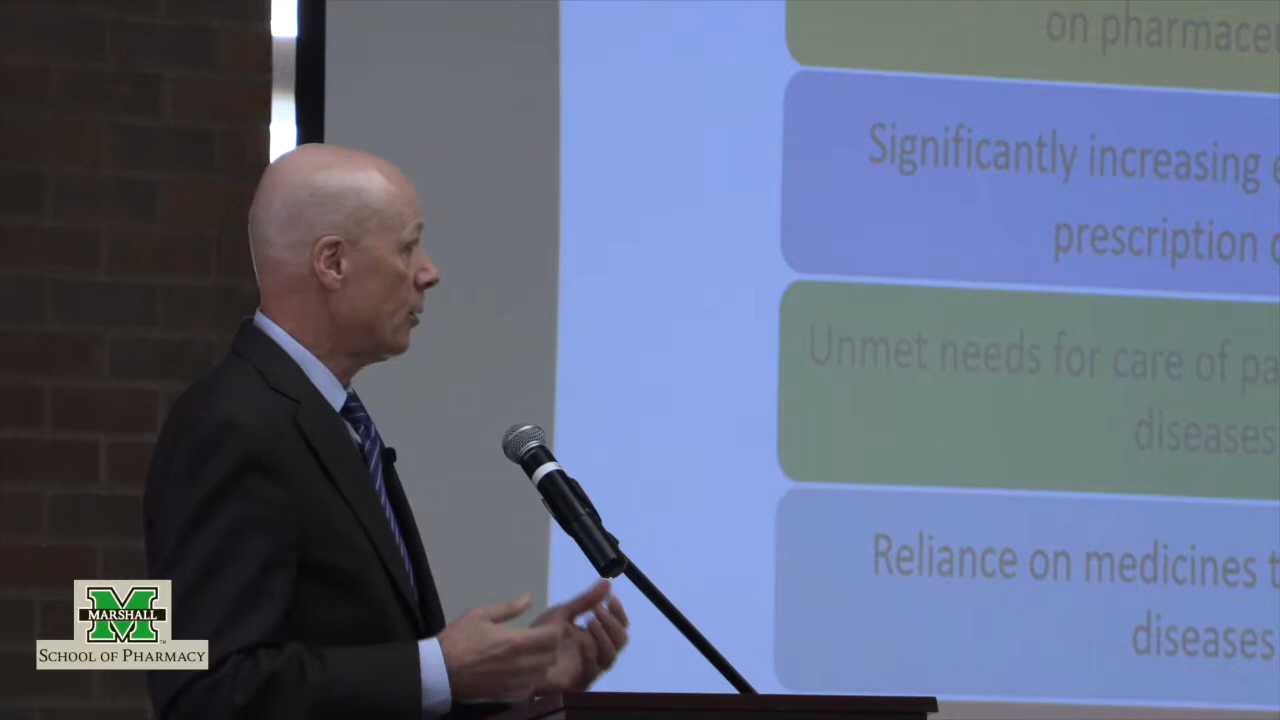 on pharmace
Significantly increasing e
prescription
Unmet needs for care of pa
diseases
Reliance on medicines t
diseases
MARSHALL
SCHOOL OF PHARMACY